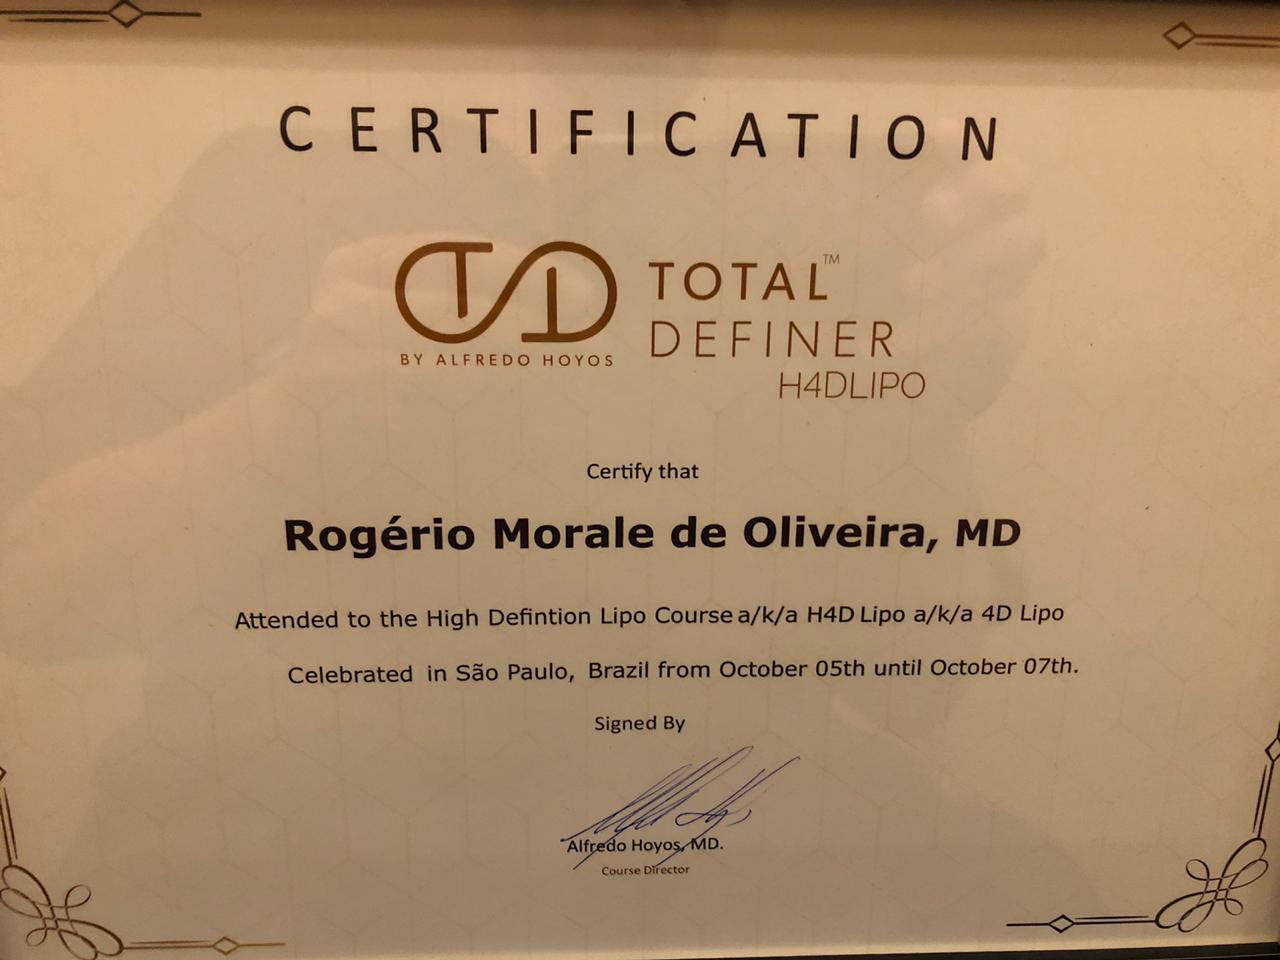 CERTIFICATION
TOTAL™
DEFINER
H4DLIPO
BY ALFREDO HOYOS
Certify that
Rogério Morale de Oliveira, MD
Attended to the High Defintion Lipo Course a/k/a H4D Lipo a/k/a 4D Lipo
Celebrated in São Paulo, Brazil from October 05th until October 07th.
Signed By
Alfredo Hoyos, MD.
Course Director